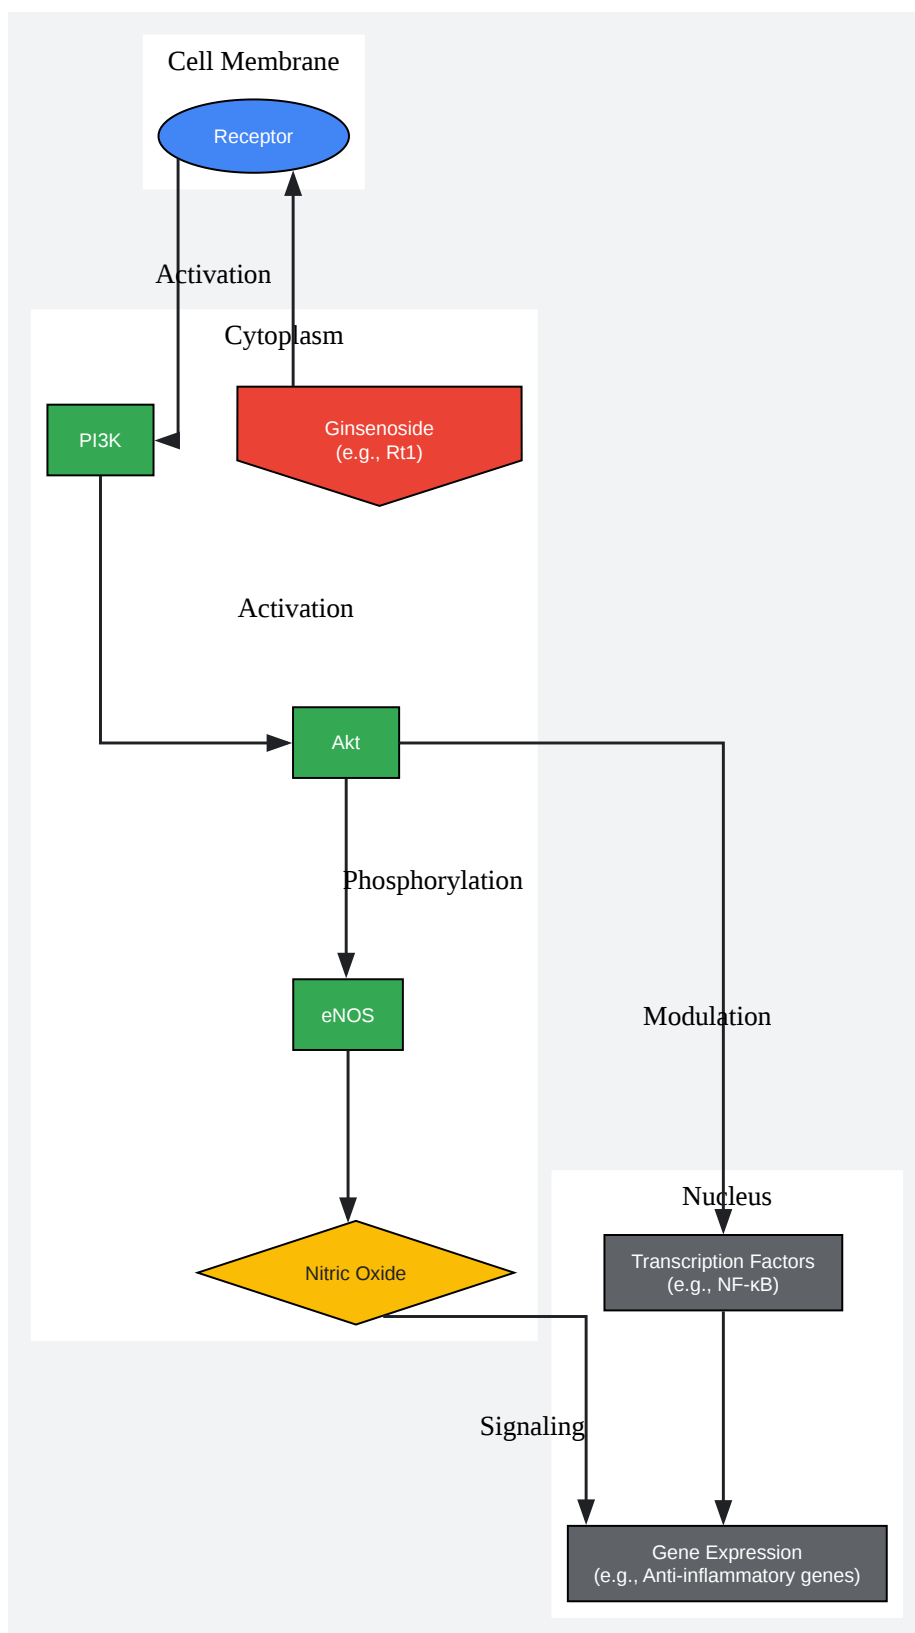 Cell Membrane
Receptor
Activation
Cytoplasm
PI3K
Ginsenoside
(e.g., Rt1)
Activation
Akt
Phosphorylation
eNOS
Modulation
Nucleus
Transcription Factors
(e.g., NF-κB)
Nitric Oxide
Signaling
Gene Expression
(e.g., Anti-inflammatory genes)